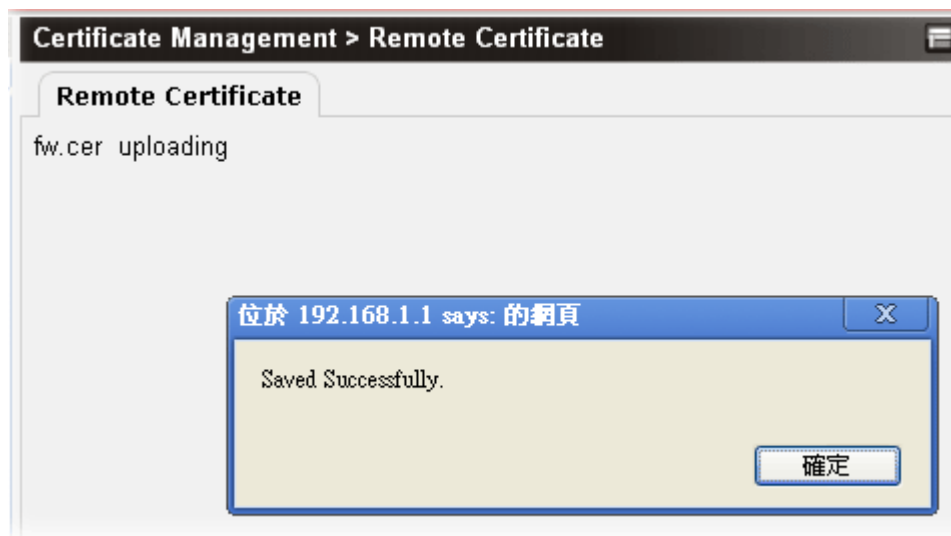 Certificate Management > Remote Certificate
Remote Certificate
fw.cer uploading
位於 192.168.1.1 says: 的網頁
X
Saved Successfully.
確定